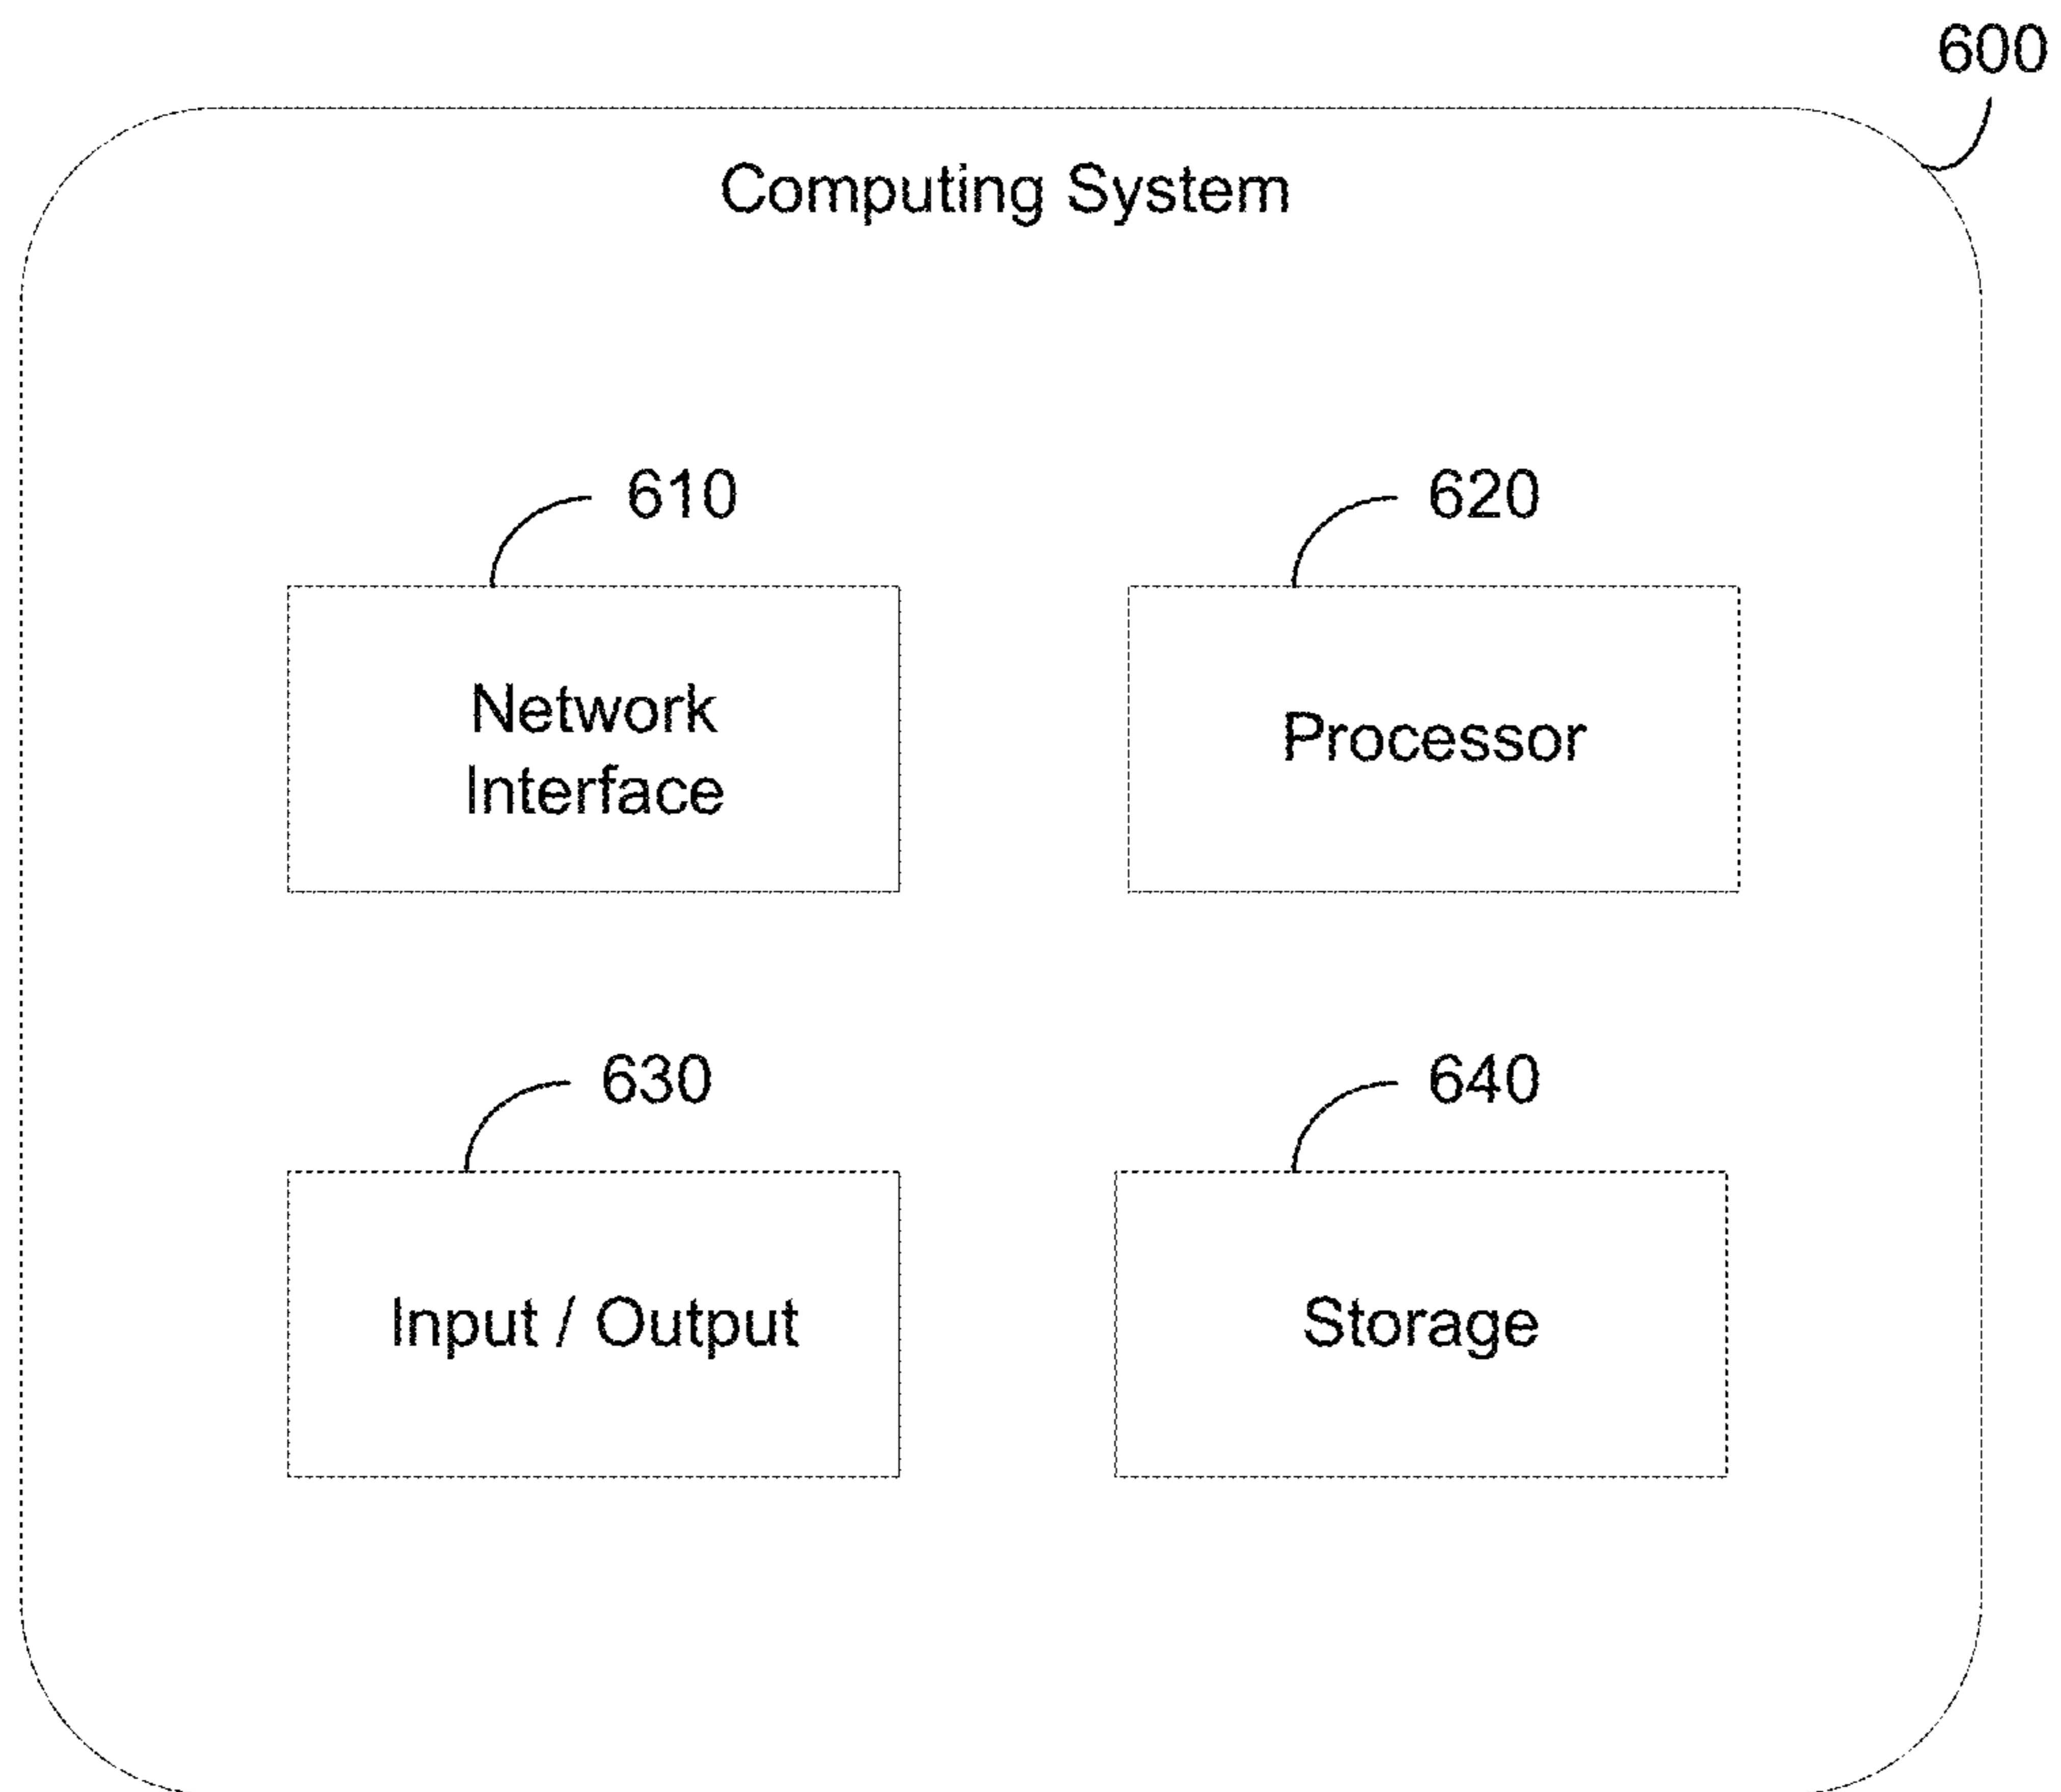 600
Computing System
610
620
Network
Interface
Processor
630
640
Input / Output
Storage